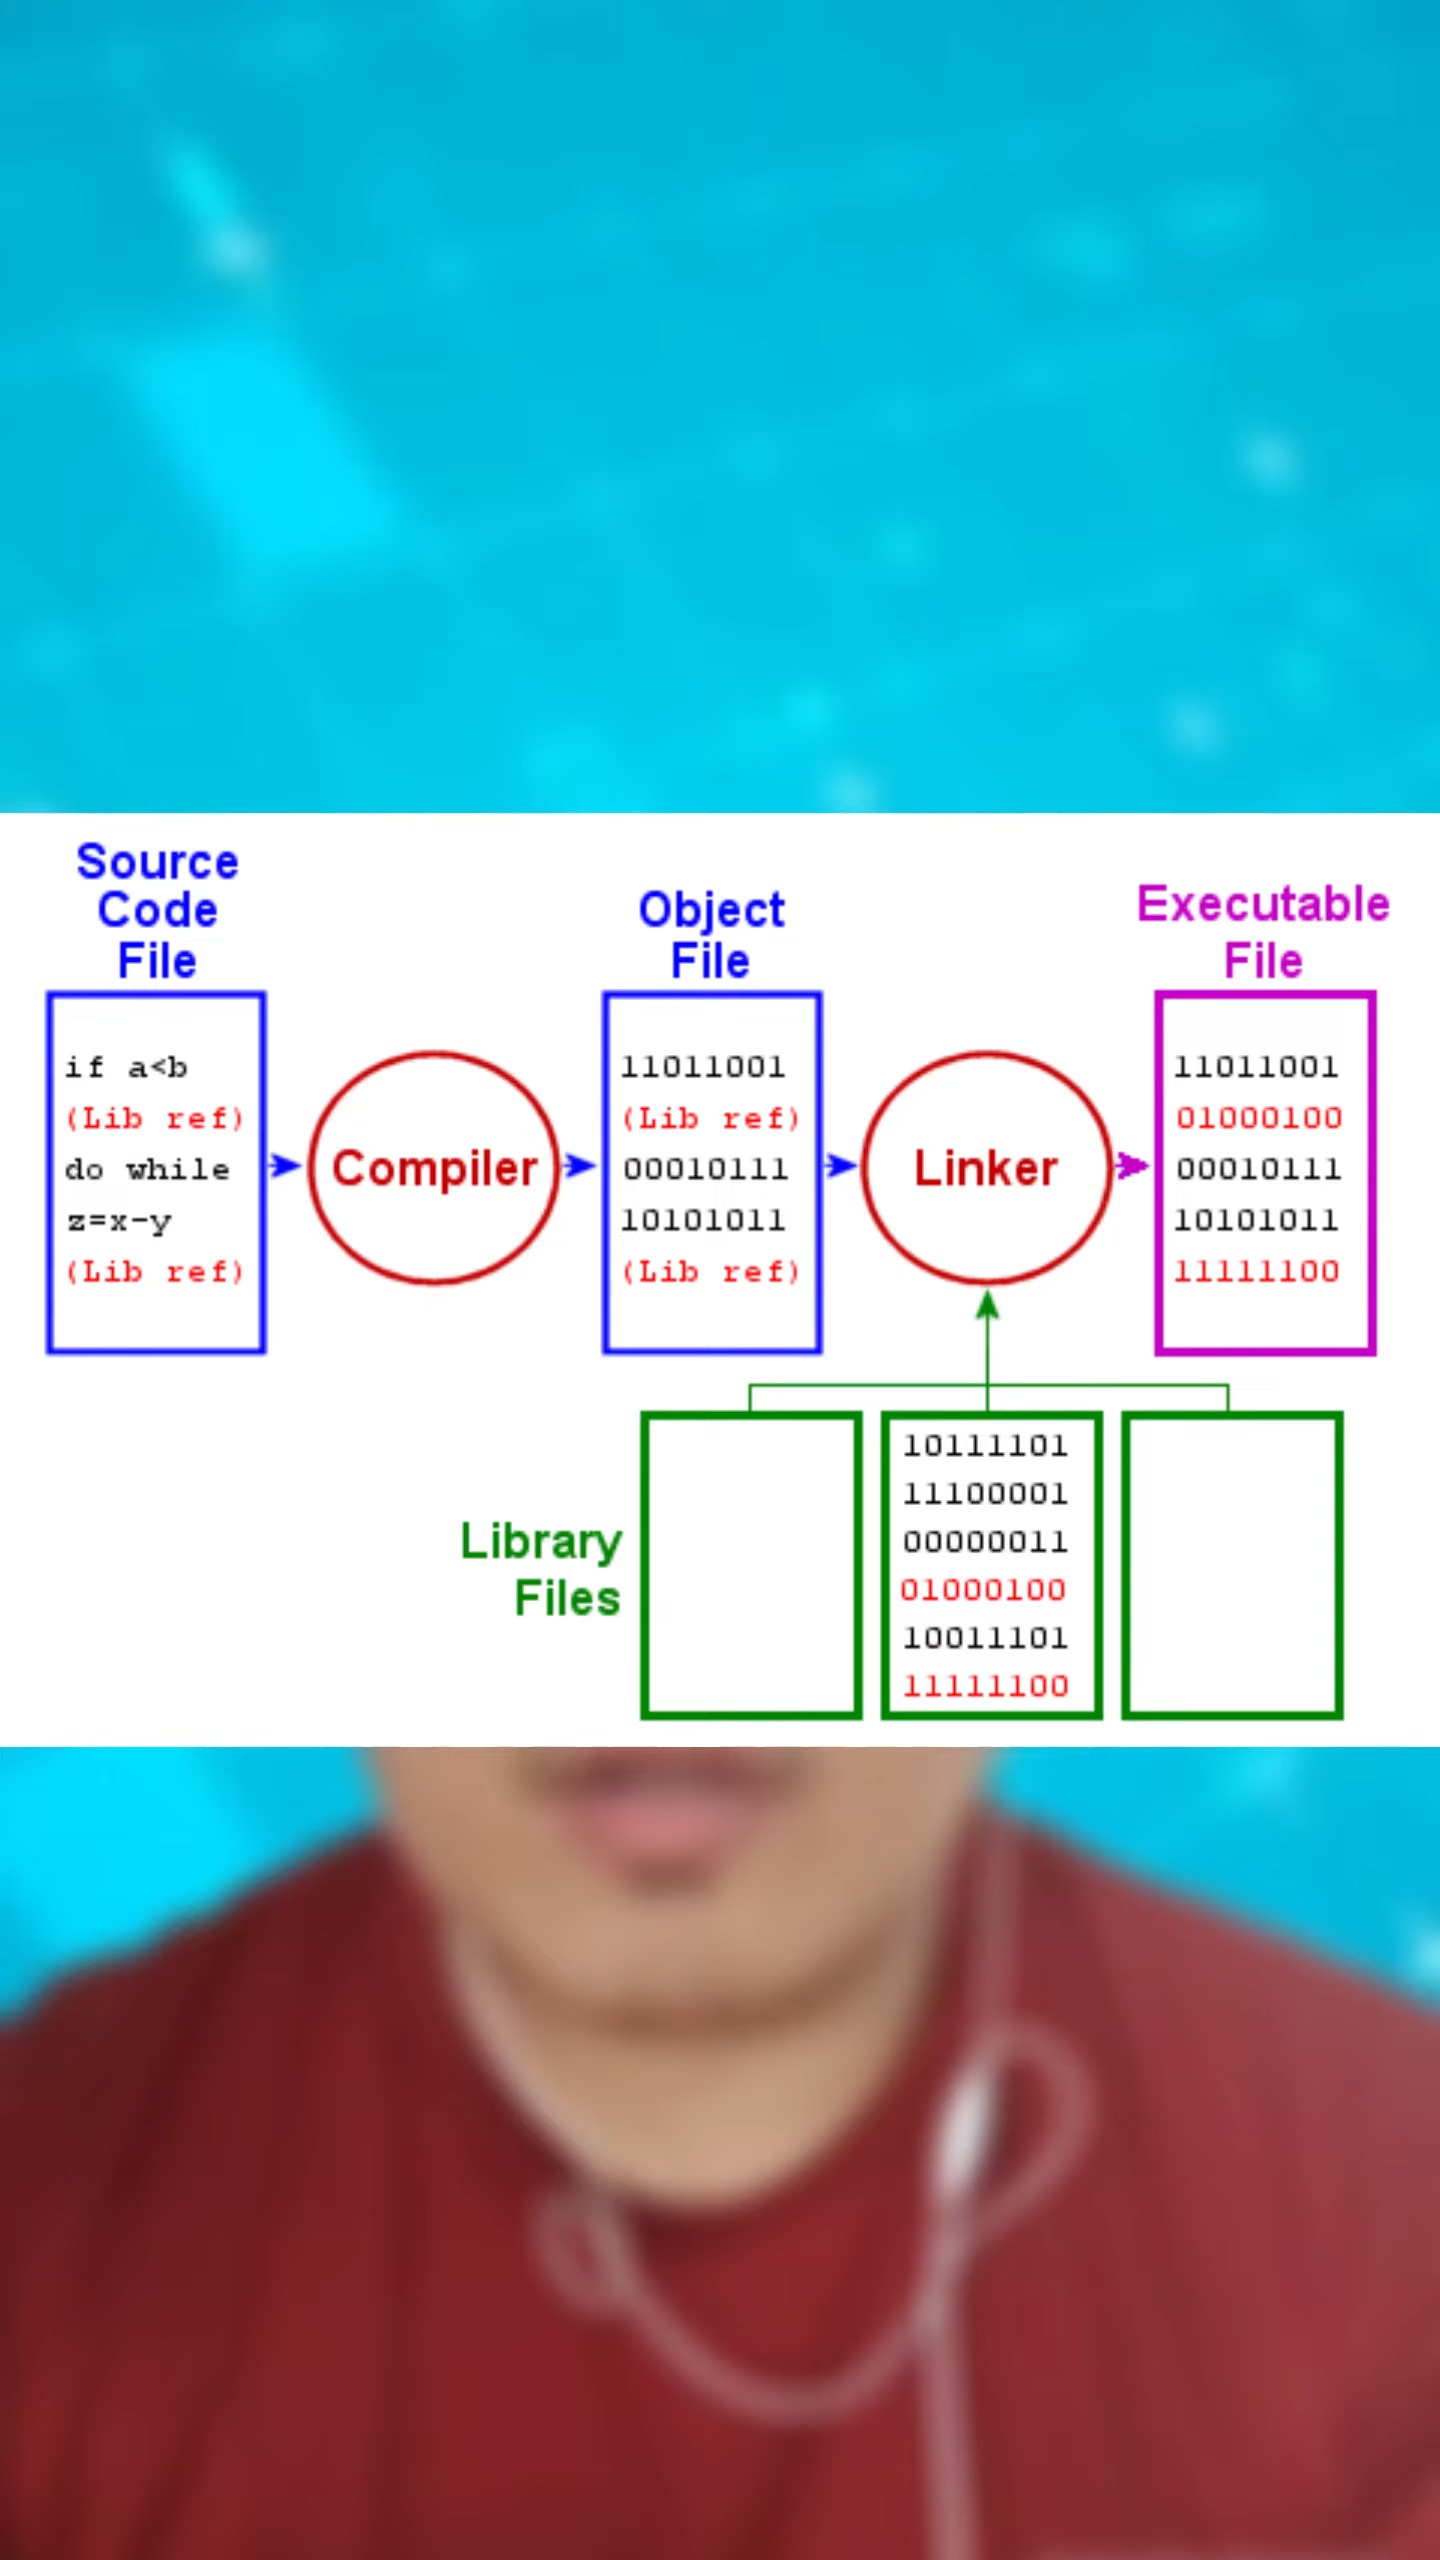 Source
Code
File
if a<b
(Lib ref)
do while
z=x-y
(Lib ref)
Compiler
Object
File
11011001
(Lib ref)
00010111
10101011
(Lib ref)
Linker
Executable
File
11011001
01000100
00010111
10101011
11111100
Library
Files
10111101
11100001
00000011
01000100
10011101
11111100